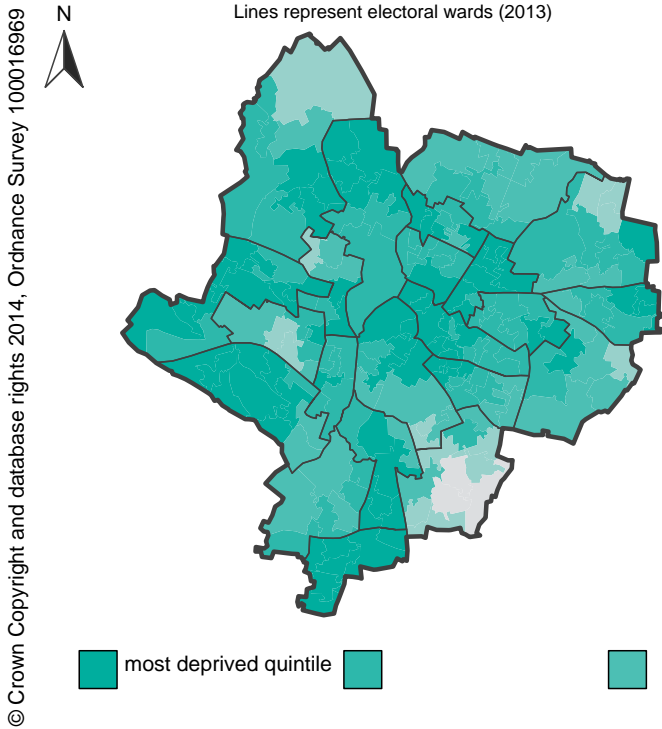 Lines represent electoral wards (2013)
N
© Crown Copyright and database rights 2014, Ordnance Survey 100016969
most deprived quintile